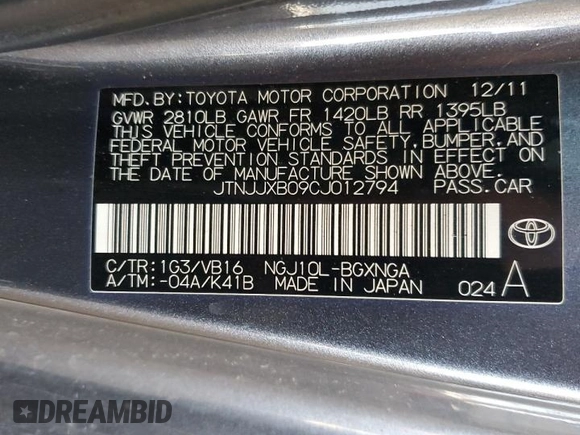 MFD.BY:TOYOTA MOTOR CORPORATION 12/11
GVWR 2810LB GAWR FR 1420LB RR 1395LB
THIS VEHICLE CONFORMS TO ALL APPLICABLE
FEDERAL MOTOR VEHICLE SAFETY,BUMPER,AND
THEFT PREVENTION STANDARDS IN EFFECT ON
THE DATE OF MANUFACTURE SHOWN ABOVE.
JTNJJXB09CJ012794 PASS.CAR
C/TR:1G3/VB16 NGJ10L-BGXNGA
A/TM:-04A/K41B MADE IN JAPAN 024 A
DREAMBID